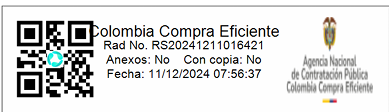 Colombia Compra Eficiente
Rad No. RS20241211016421
Anexos: No Con copia: No
Fecha: 11/12/2024 07:56:37
Agencia Nacional
de Contratación Pública
Colombia Compra Eficiente